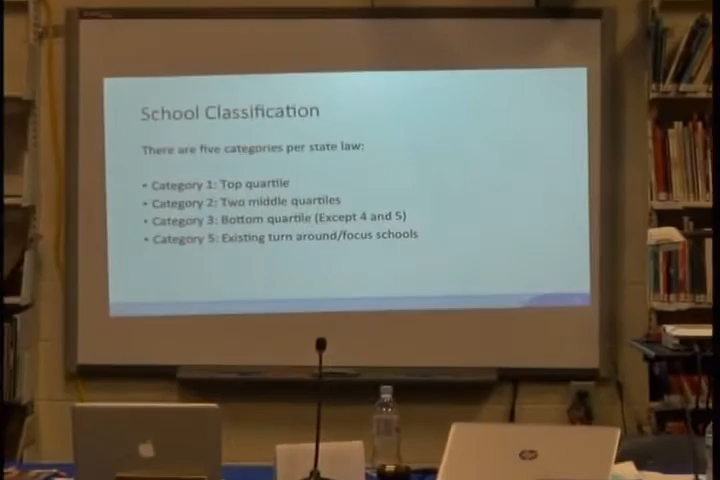 School Classification
There are five categories per state law:
• Category 1: Top quartile
• Category 2: Two middle quartiles
• Category 3: Bottom quartile (Except 4 and 5)
• Category 5: Existing turn around/focus schools
hp